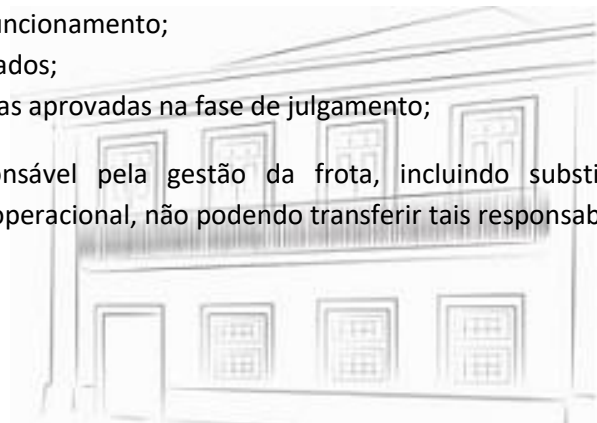 uncionamento;
ados;
as aprovadas na fase de julgamento;
onsável pela gestão da frota, incluindo substi
operacional, não podendo transferir tais responsab